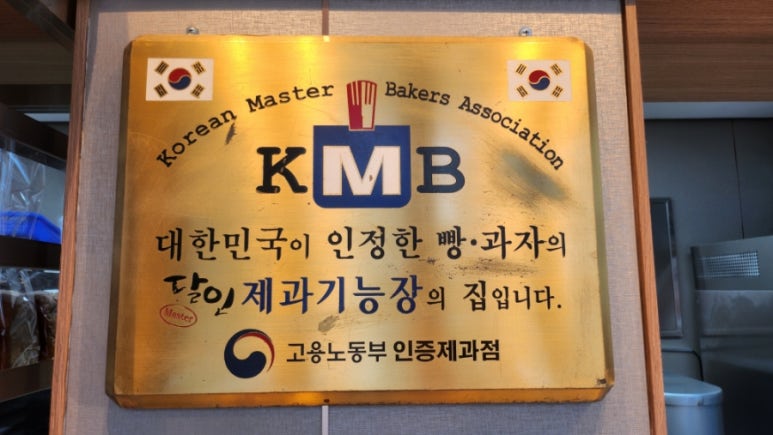 Korean Master Bakers Association
KMB
대한민국이 인정한 빵·과자의
달인 제과기능장의 집입니다.
Master
고용노동부 인증제과점